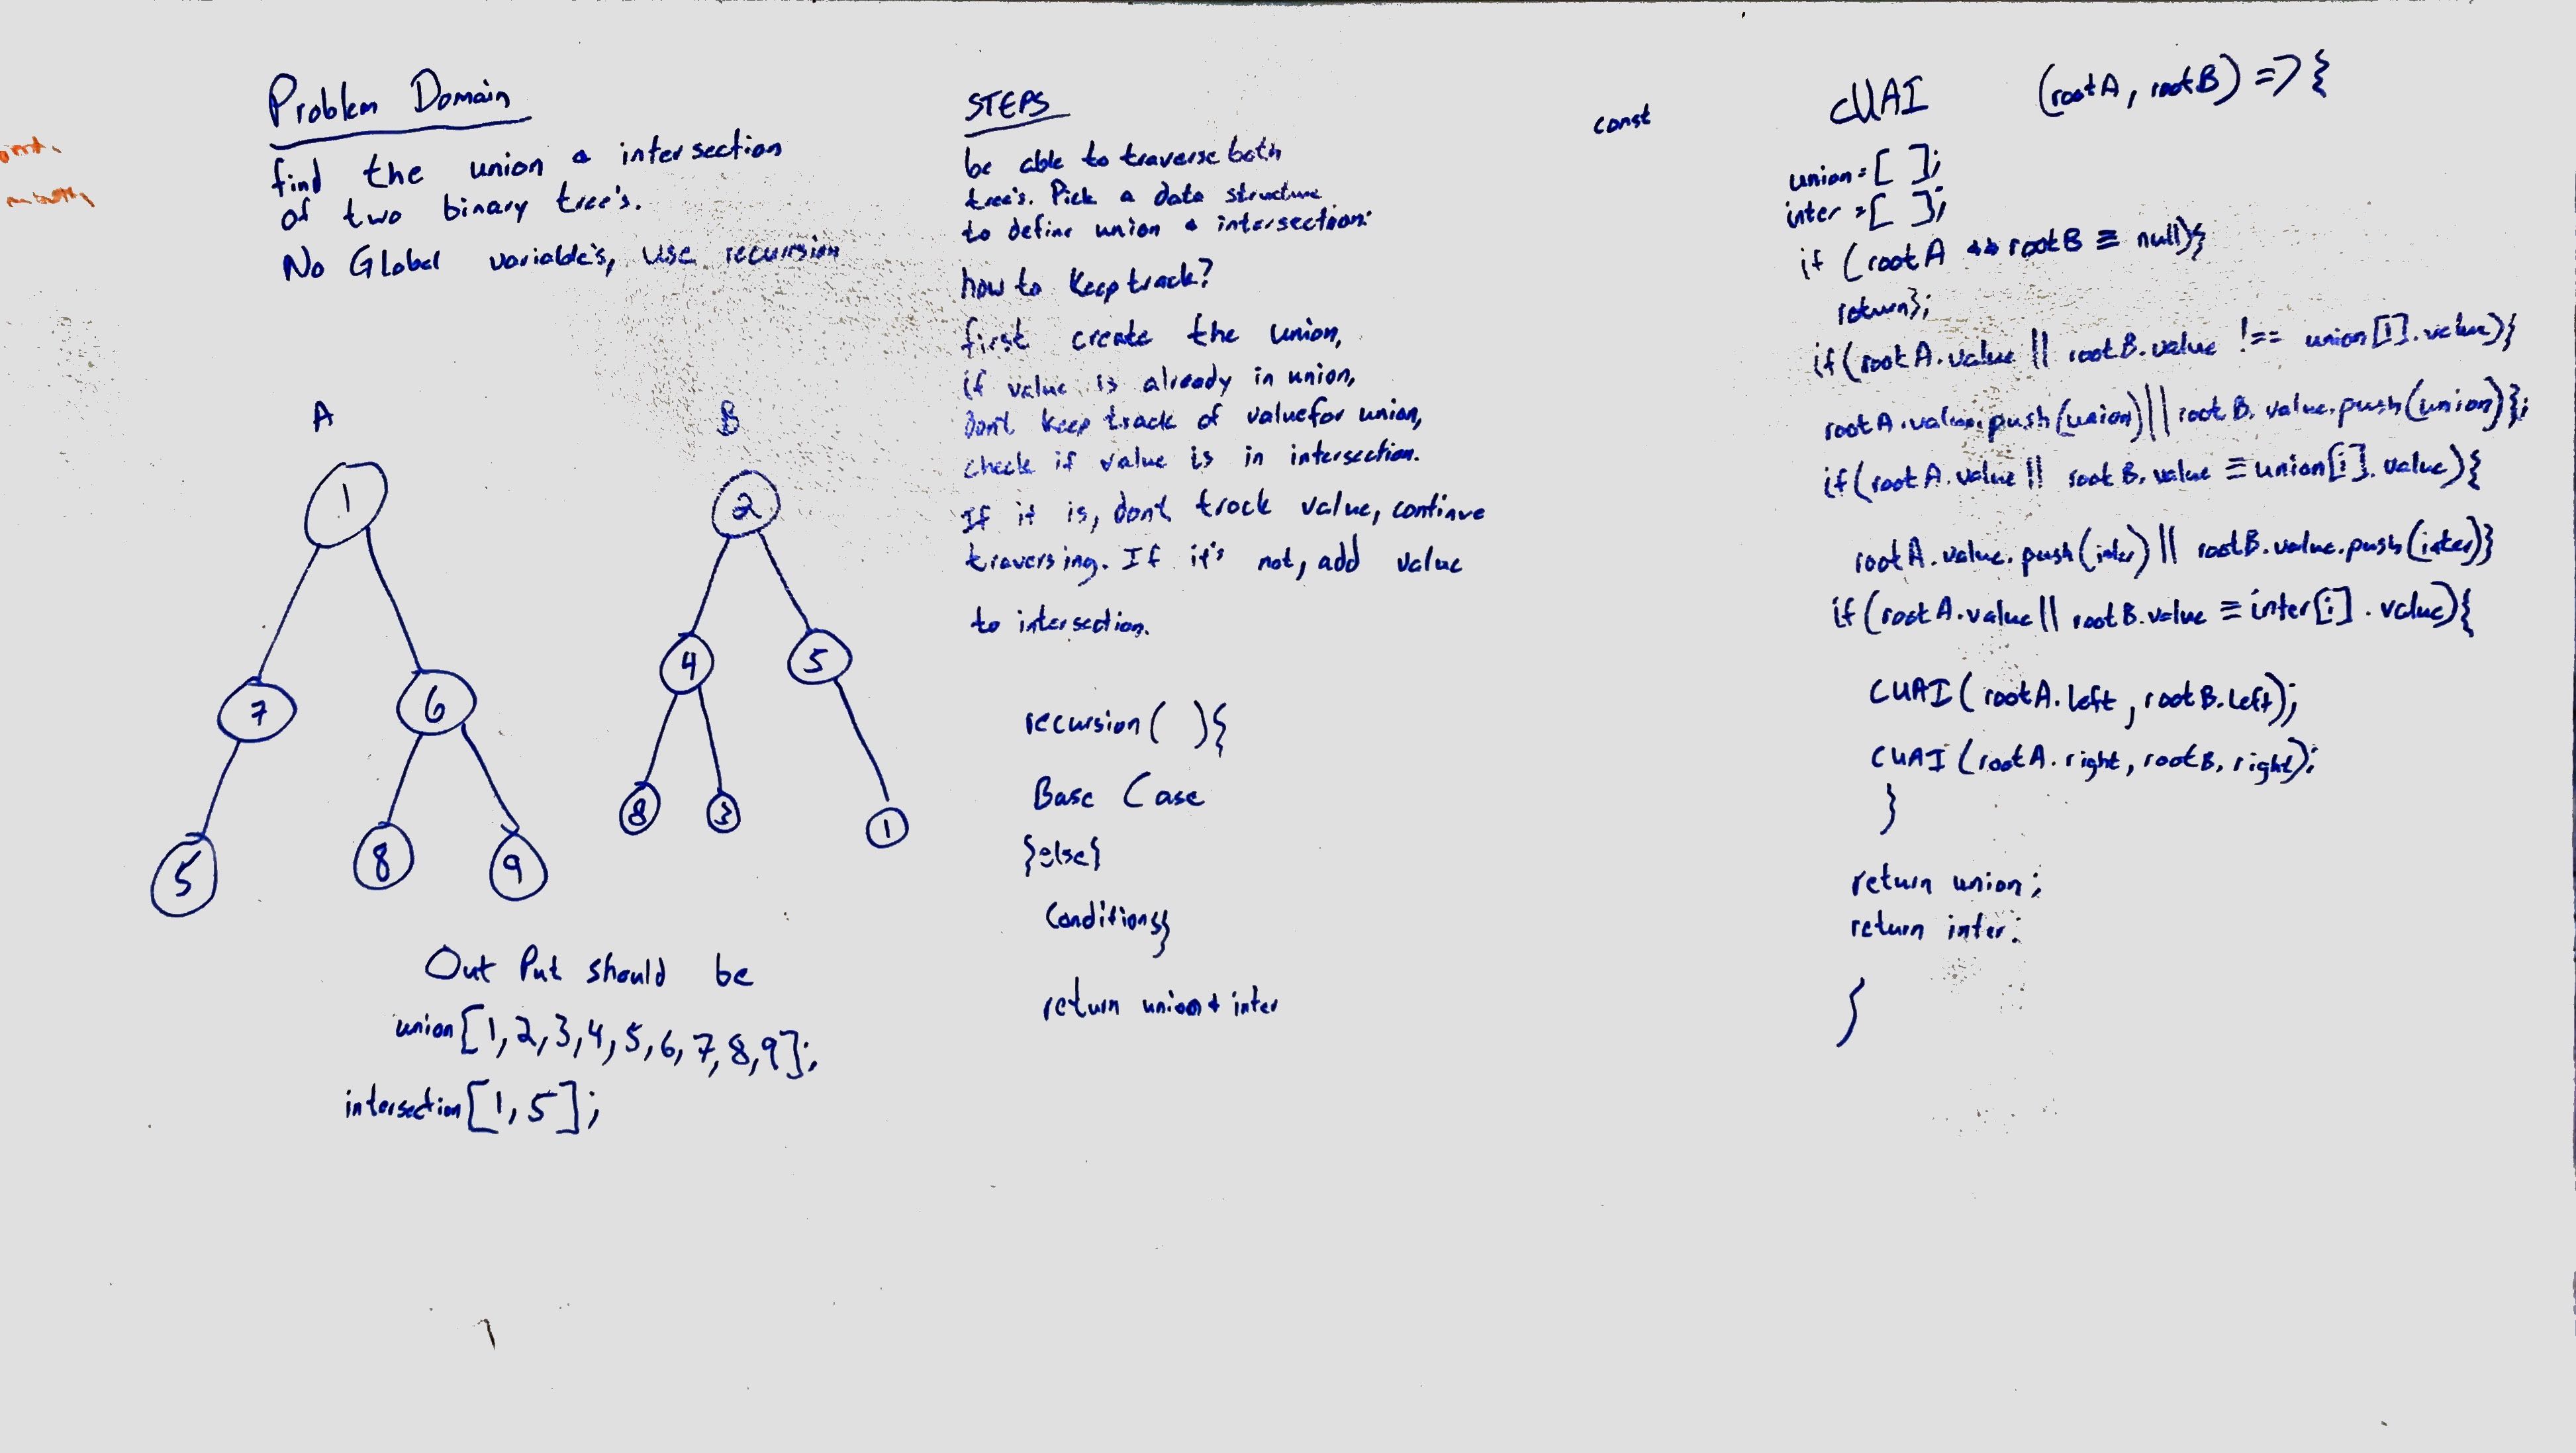 Problem Domain
find the union & intersection
of two binary tree's.
No Global variable's, use recursion
A
B
1
7
6
5
8
9
2
4
5
8
3
1
Out Put should be
union[1,2,3,4,5,6,7,8,9];
intersection[1,5];
STEPS
be able to traverse both
tree's. Pick a data structure
to define union & intersection:
how to keep track?
first create the union,
if value is already in union,
Don't keep track of value for union,
check if value is in intersection.
If it is, don't track value, continue
traversing. If it's not, add value
to intersection.
recursion( ){
Base Case
}else{
Conditions}
return union & inter
const cUAI (rootA, rootB) => {
union = [ ];
inter = [ ];
if (rootA && rootB ≡ null){
return};
if (rootA.value || rootB.value !== union[i].value){
rootA.value.push(union) || rootB.value.push(union)};
if (rootA.value || rootB.value ≡ union[i].value){
rootA.value.push(inter) || rootB.value.push(inter)}
if (rootA.value || rootB.value ≡ inter[i].value){
CUAI(rootA.left, rootB.left);
CUAI(rootA.right, rootB.right);
}
return union;
return inter;
}